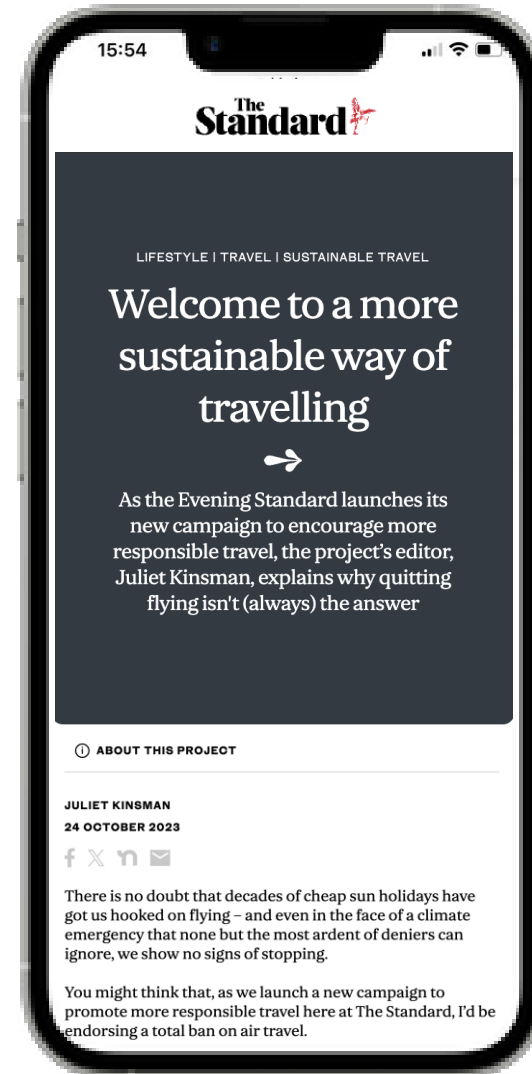 15:54
The
Standard
LIFESTYLE | TRAVEL | SUSTAINABLE TRAVEL
Welcome to a more
sustainable way of
travelling
As the Evening Standard launches its
new campaign to encourage more
responsible travel, the project’s editor,
Juliet Kinsman, explains why quitting
flying isn't (always) the answer
ABOUT THIS PROJECT
JULIET KINSMAN
24 OCTOBER 2023
There is no doubt that decades of cheap sun holidays have
got us hooked on flying – and even in the face of a climate
emergency that none but the most ardent of deniers can
ignore, we show no signs of stopping.
You might think that, as we launch a new campaign to
promote more responsible travel here at The Standard, I’d be
endorsing a total ban on air travel.